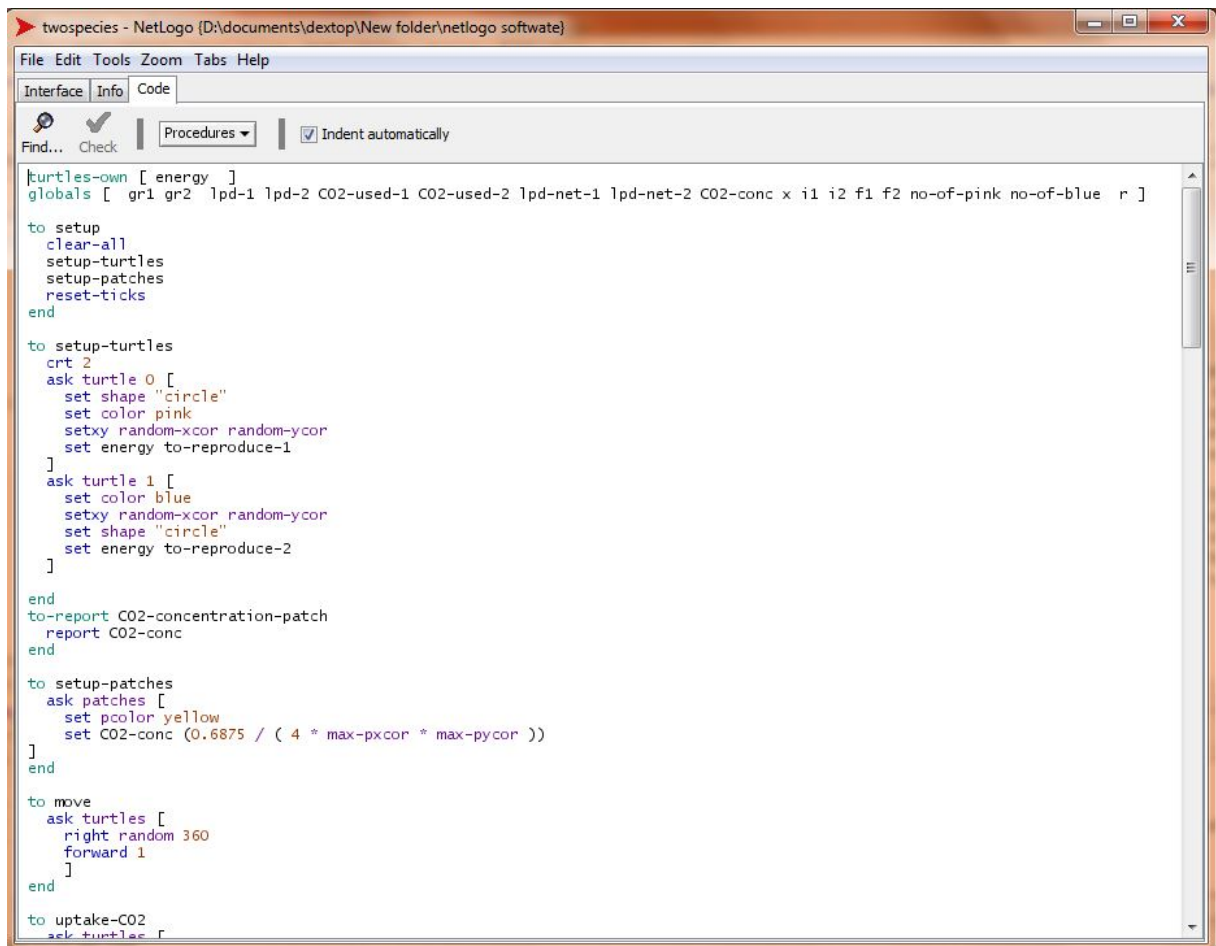 twospecies - NetLogo {D:\documents\dextop\New folder\netlogo softwate}
File Edit Tools Zoom Tabs Help
Interface Info Code
Find... Check Procedures Indent automatically
turtles-own [ energy  ]
globals [  gr1 gr2  lpd-1 lpd-2 CO2-used-1 CO2-used-2 lpd-net-1 lpd-net-2 CO2-conc x i1 i2 f1 f2 no-of-pink no-of-blue  r ]
to setup
  clear-all
  setup-turtles
  setup-patches
  reset-ticks
end
to setup-turtles
  crt 2
  ask turtle 0 [
    set shape "circle"
    set color pink
    setxy random-xcor random-ycor
    set energy to-reproduce-1
  ]
  ask turtle 1 [
    set color blue
    setxy random-xcor random-ycor
    set shape "circle"
    set energy to-reproduce-2
  ]
end
to-report CO2-concentration-patch
  report CO2-conc
end
to setup-patches
  ask patches [
    set pcolor yellow
    set CO2-conc (0.6875 / ( 4 * max-pxcor * max-pycor ))
]
end
to move
  ask turtles [
    right random 360
    forward 1
    ]
end
to uptake-CO2
  ask turtles [